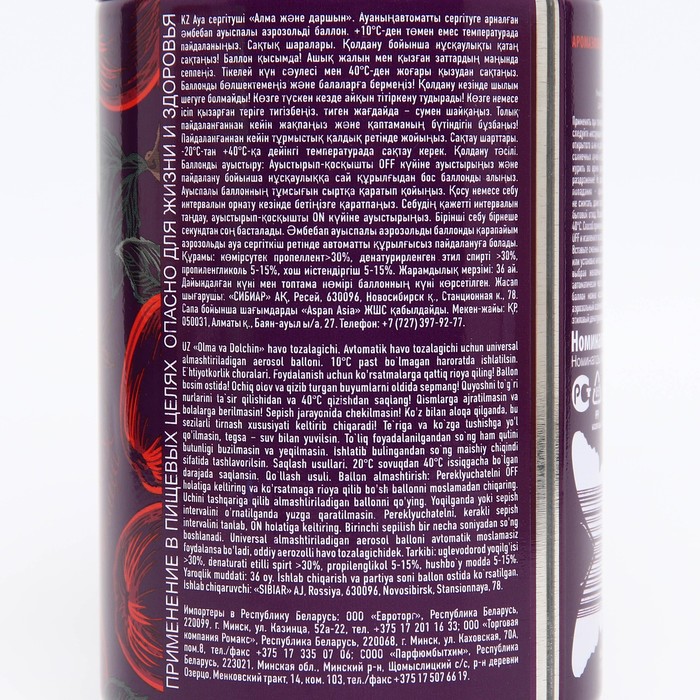 ПРИМЕНЕНИЕ В ПИЩЕВЫХ ЦЕЛЯХ ОПАСНО ДЛЯ ЖИЗНИ И ЗДОРОВЬЯ
KZ Ауа сергітуші «Алма және даршын». Ауаныңавтоматты сергітуге арналған
әмбебап ауыспалы аэрозольді баллон. +10°С-ден төмен емес температурада
пайдаланыңыз. Сақтық шаралары. Қолдану бойынша нұсқаулықты қатаң
сақтаңыз! Баллон қысымда! Ашық жалын мен қызған заттардың маңында
сеппеңіз. Тікелей күн сәулесі мен 40°С-ден жоғары қызудан сақтаңыз.
Баллонды бөлшектемеңіз және балаларға бермеңіз! Қолдану кезінде шылым
шегуге болмайды! Көзге түскен кезде айқын тітіркену тудырады! Көзге немесе
ісіп қызарған теріге тигізбеңіз, тиген жағдайда – сумен шайқаңыз. Толық
пайдаланғаннан кейін жақпаңыз және қаптаманың бүтіндігін бұзбаңыз!
Пайдаланғаннан кейін тұрмыстық қалдық ретінде жойыңыз. Сақтау шарттары.
-20°С-тан +40°С-қа дейінгі температурада сақтау керек. Қолдану тәсілі.
Баллонды ауыстыру: Ауыстырып-қосқышты OFF күйіне ауыстырыңыз және қолдану
бойынша нұсқаулыққа сай құрылғыдан бос баллонды алыңыз.
Ауыспалы баллонның тұмсығын сыртқа қаратып қойыңыз. Қосу немесе себу
интервалын орнату кезінде бетіңізге қаратпаңыз. Себудің қажетті интервалын
таңдау, ауыстырып-қосқышты ON күйіне ауыстырыңыз. Бірінші себу бірнеше
секундтан соң басталады. Әмбебап ауыспалы аэрозольды баллонды қарапайым
аэрозольды ауа сергіткіш ретінде автоматты құрылғысыз пайдалануға болады.
Құрамы: көмірсутек пропеллент>30%, денатурирленген этил спирті >30%,
пропиленгликоль 5-15%, хош иістендіргіш 5-15%. Жарамдылық мерзімі: 36 ай.
Дайындалған күні мен топтама нөмірі баллонның күні көрсетілген. Жасап
шығарушы: «СИБИАР» АҚ, Ресей, 630096, Новосибирск қ., Станционная к., 78.
Сапа бойынша шағымдарды «Aspan Asia» ЖШС қабылдайды. Мекен-жайы: ҚР,
050031, Алматы қ., Баян-ауыл ы/а, 27. Телефон: +7 (727) 397-92-77.
UZ «Olma va Dolchin» havo tozalagichi. Avtomatik havo tozalagichi uchun universal
almashtiriladigan aerosol balloni. 10°C past bo'lmagan haroratda ishlatilsin.
E'htiyotkorlik choralari. Foydalanish uchun ko'rsatmalarga qattiq rioya qiling! Ballon
bosim ostida! Ochiq olov va qizib turgan buyumlarni oldida sepmang! Quyoshni to'g'ri
nurlarini ta'sir qilishidan va 40°C qizishdan saqlang! Qismlarga ajratilmasin va
bolalarga berilmasin! Sepish jarayonida chekilmasin! Ko'z bilan aloqa qilganda, bu
sezilarli tirnash xususiyati keltirib chiqaradi! Te'riga va ko'zga tushishga yo'l
qo'ilmasin, tegsa – suv bilan yuvilsin. To'liq foyadalanilgandan so'ng ham qutini
butunligi buzilmasin va yeqilmasin. Ishlatib bulingandan so'ng maishiy chiqindi
sifatida tashlavorilsin. Saqlash usullari. 20°C sovuqdan 40°C issiqgacha bo'lgan
darajada saqlansin. Qo'llash usuli. Ballon almashtirish: Pereklyuchatelni OFF
holatiga keltiring va ko'rsatmaga rioya qilib bo'sh ballonni moslamadan chiqaring.
Uchini tashqariga qilib almashtiriladigan ballonni qo'ying. Yoqilganda yoki sepish
intervalini o'rnatilganda yuzga qaratilmasin. Pereklyuchatelni, kerakli sepish
intervalini tanlab, ON holatiga keltiring. Birinchi sepilish bir necha soniyadan so'ng
boshlanadi. Universal almashtiriladigan aerosol balloni avtomatik moslamasiz
foydalansa bo'ladi, oddiy aerozolli havo tozalagichidek. Tarkibi: uglevodorod yoqilg'isi
>30%, denaturati etilli spirt >30%, propilenglikol 5-15%, hushbo'y modda 5-15%.
Yaroqlik muddati: 36 oy. Ishlab chiqarish va partiya soni ballon ostida ko'rsatilgan.
Ishlab chiqaruvchi: «SIBIAR» AJ, Rossiya, 630096, Novosibirsk, Stansionnaya, 78.
Импортеры в Республику Беларусь: ООО «Евроторг», Республика Беларусь,
220099, г. Минск, ул. Казинца, 52а-22, тел. +375 17 201 16 33; ООО «Торговая
компания Ромакс», Республика Беларусь, 220068, г. Минск, ул. Каховская, 70А,
пом.8, тел./факс +375 17 335 07 06; СООО «Парфюмбытхим», Республика
Беларусь, 223021, Минская обл., Минский р-н, Щомыслицкий с/с, р-н деревни
Озерцо, Меньковский тракт, 14, ком. 103, тел./факс +375 17 507 66 19.